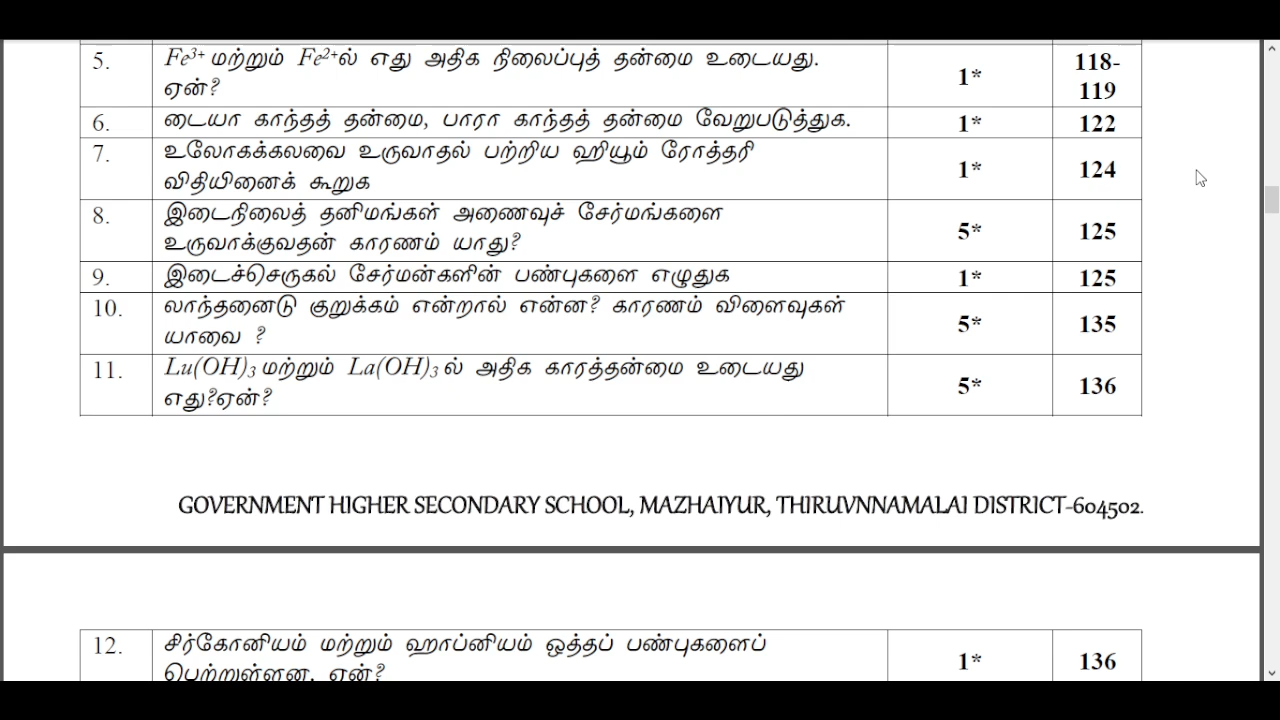 5. Fe³⁺ மற்றும் Fe²⁺ல் எது அதிக நிலைப்புத் தன்மை உடையது. 1* 118-
ஏன்? 119
6. டையா காந்தத் தன்மை, பாரா காந்தத் தன்மை வேறுபடுத்துக. 1* 122
7. உலோகக்கலவை உருவாதல் பற்றிய ஹியூம் ரோத்தரி 1* 124
விதியினைக் கூறுக
8. இடைநிலைத் தனிமங்கள் அணைவுச் சேர்மங்களை 5* 125
உருவாக்குவதன் காரணம் யாது?
9. இடைச்செருகல் சேர்மன்களின் பண்புகளை எழுதுக 1* 125
10. லாந்தனைடு குறுக்கம் என்றால் என்ன? காரணம் விளைவுகள் 5* 135
யாவை ?
11. Lu(OH)₃ மற்றும் La(OH)₃ ல் அதிக காரத்தன்மை உடையது 5* 136
எது?ஏன்?
GOVERNMENT HIGHER SECONDARY SCHOOL, MAZHAIYUR, THIRUVNNAMALAI DISTRICT-604502.
12. சிர்கோனியம் மற்றும் ஹாப்னியம் ஒத்தப் பண்புகளைப் 1* 136
பெற்றுள்ளன. ஏன்?